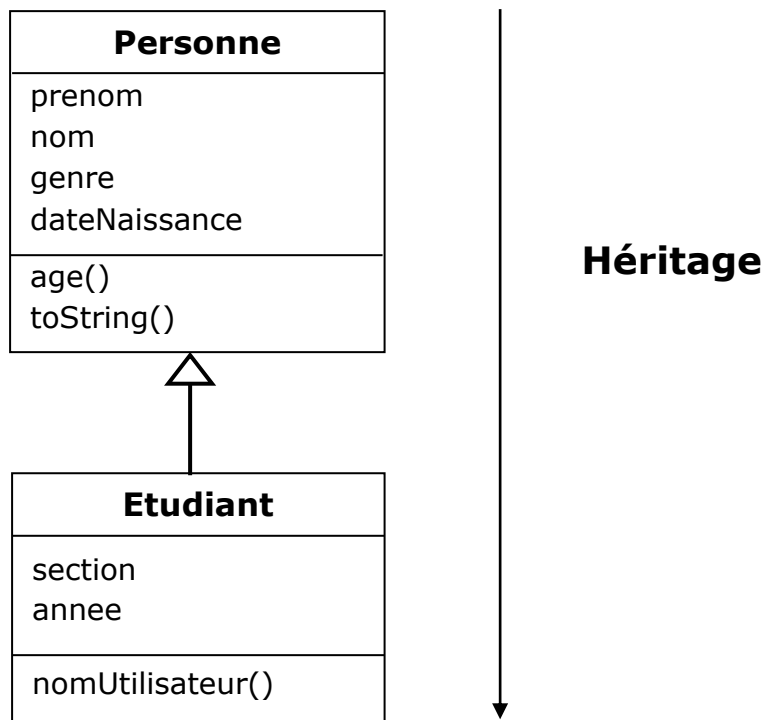 Personne
prenom
nom
genre
dateNaissance
age()
toString()
Héritage
Etudiant
section
annee
nomUtilisateur()